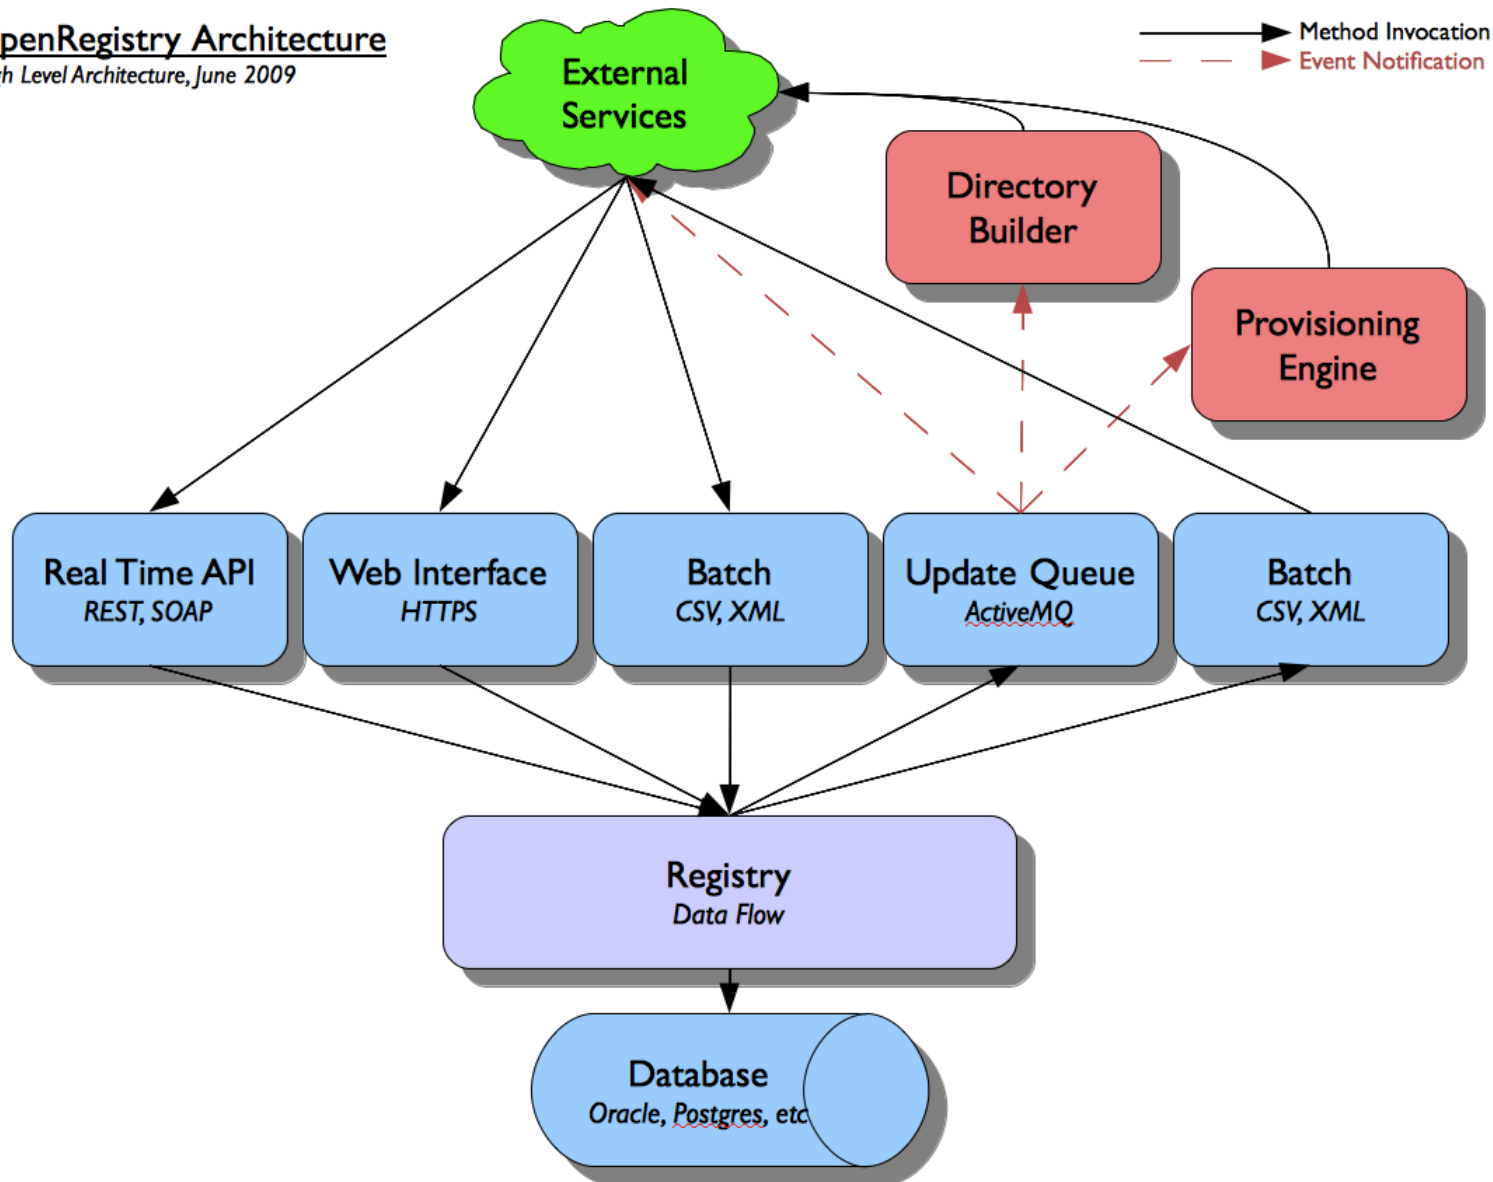 penRegistry Architecture
gh Level Architecture, June 2009
External
Services
Method Invocation
Event Notification
Directory
Builder
Provisioning
Engine
Real Time API
REST, SOAP
Web Interface
HTTPS
Batch
CSV, XML
Update Queue
ActiveMQ
Batch
CSV, XML
Registry
Data Flow
Database
Oracle, Postgres, etc